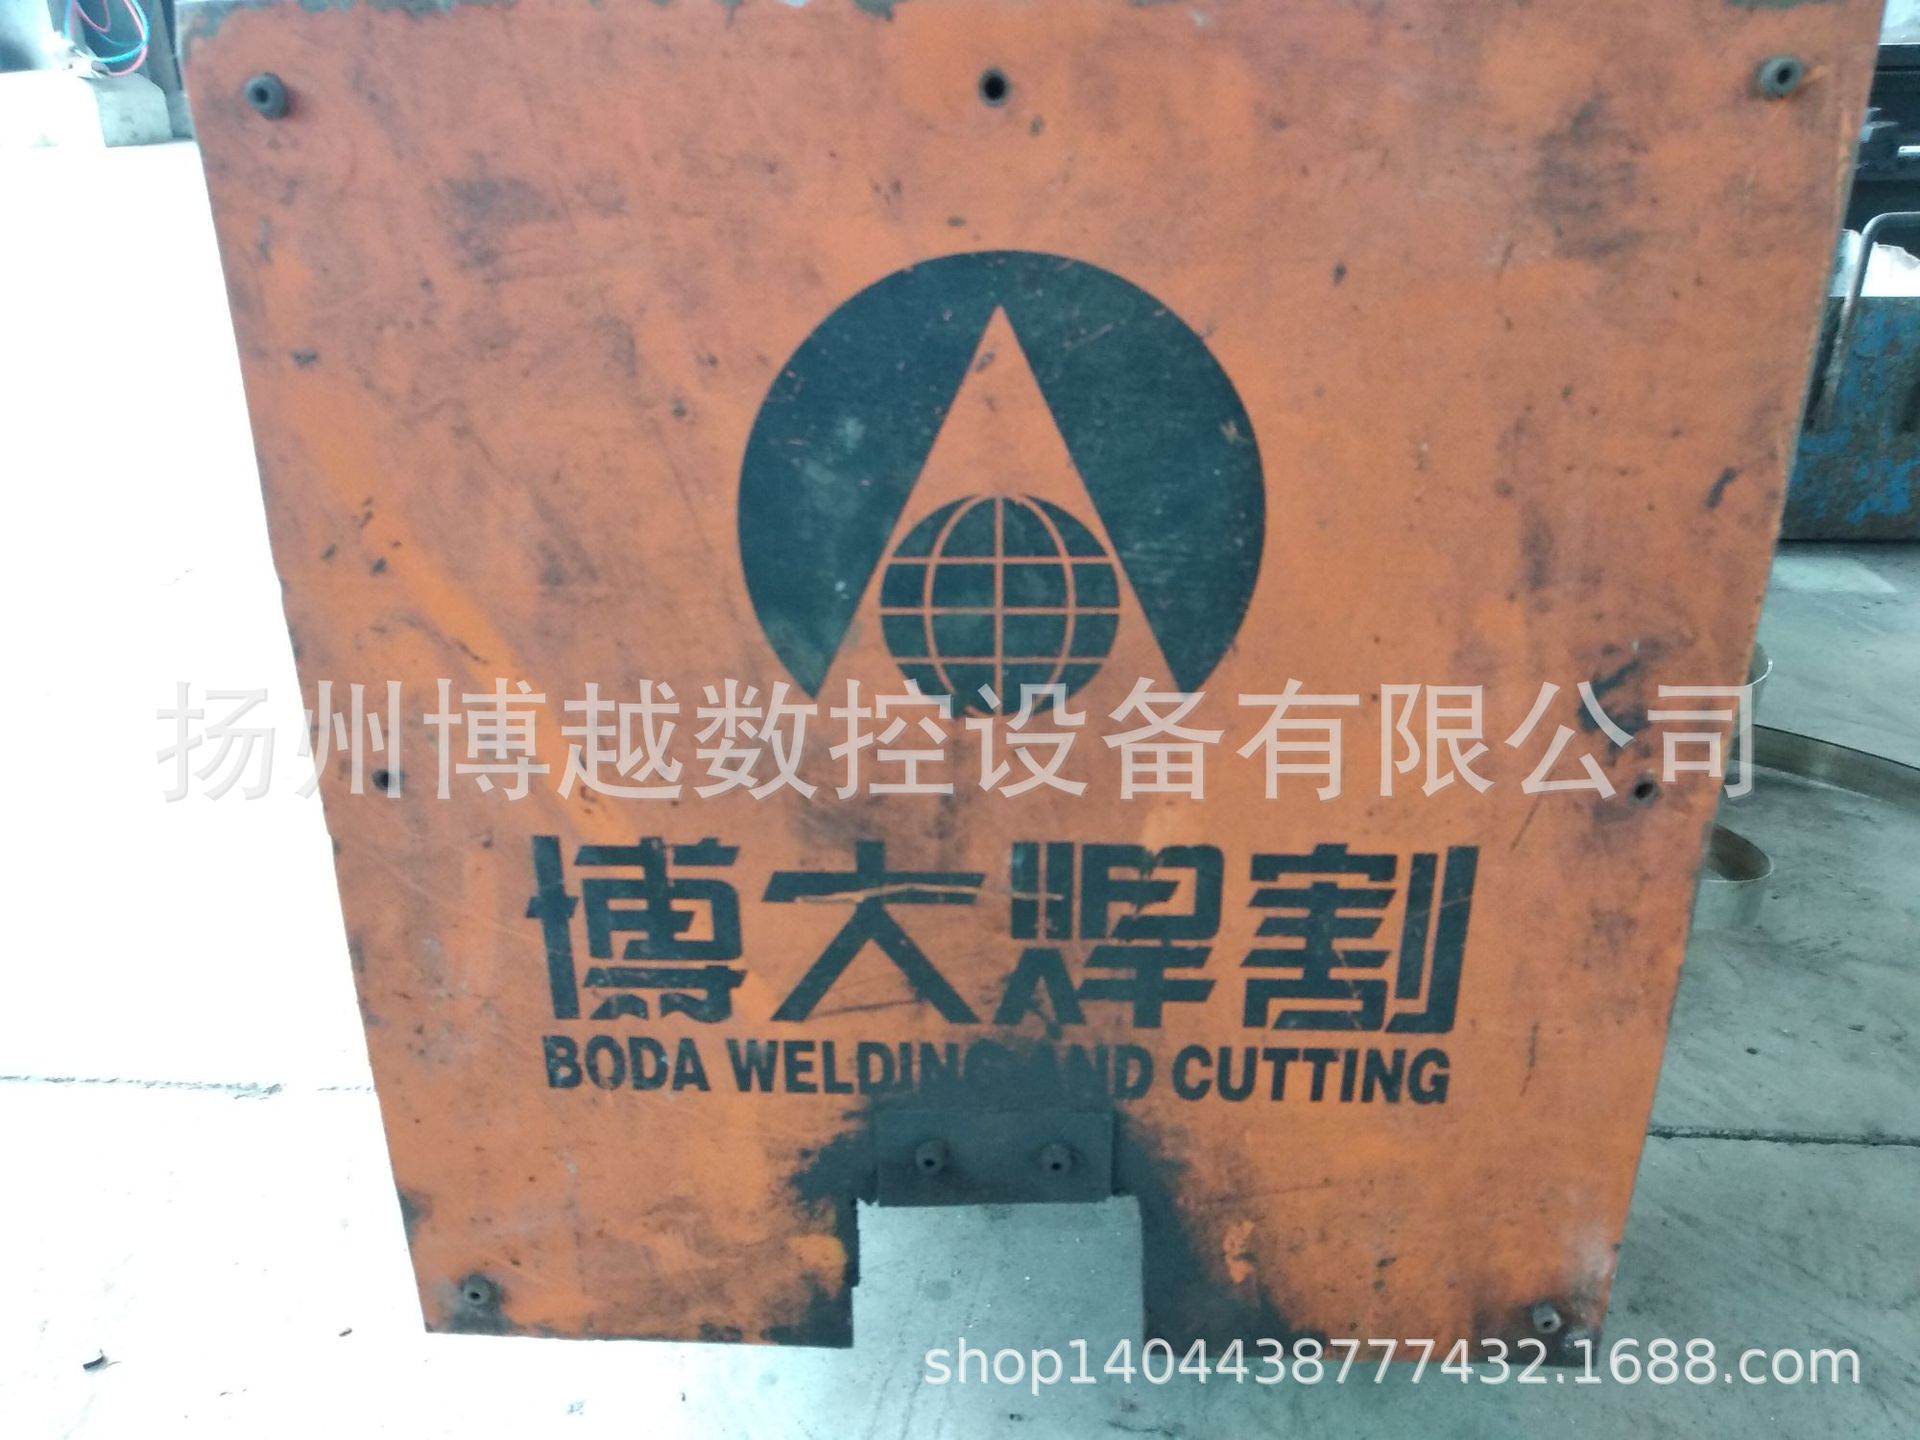 扬州博越数控设备有限公司
博大焊割
BODA WELDING AND CUTTING
shop1404438777432.1688.com